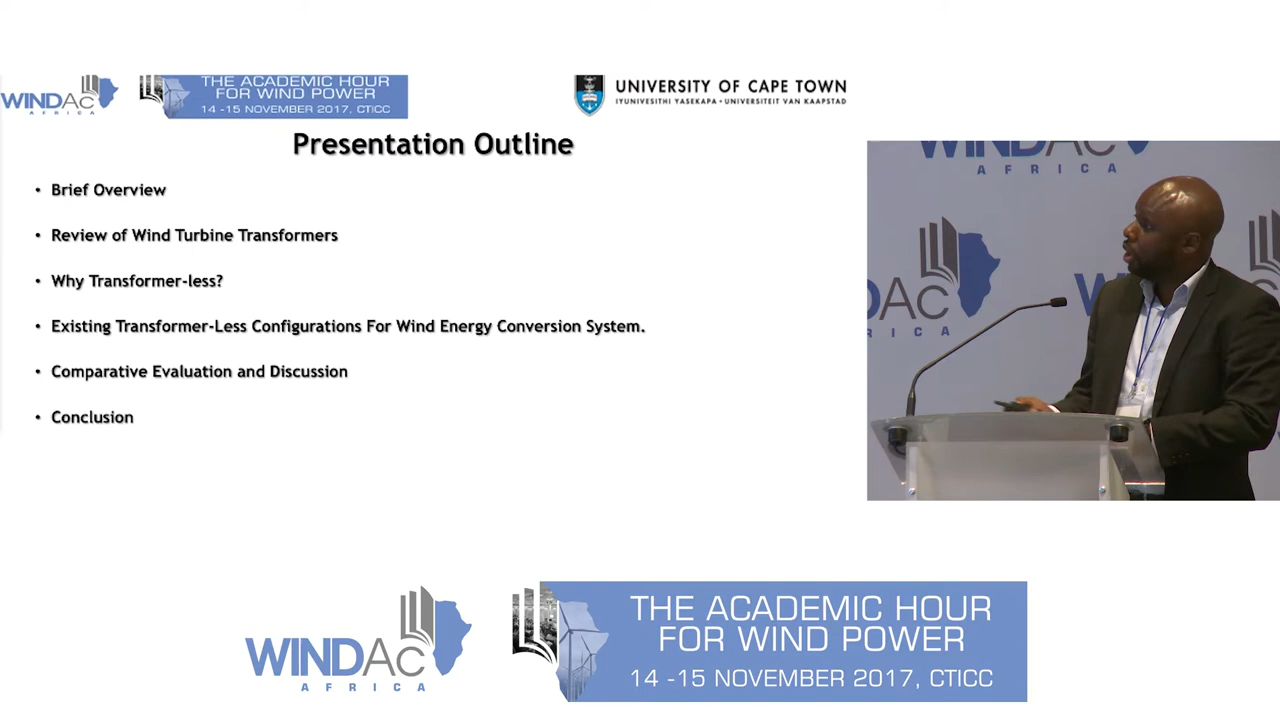 WINDAC
AFRICA
THE ACADEMIC HOUR
FOR WIND POWER
14 -15 NOVEMBER 2017, CTICC
UNIVERSITY OF CAPE TOWN
IYUNIVESITHI YASEKAPA • UNIVERSITEIT VAN KAAPSTAD
Presentation Outline
• Brief Overview
• Review of Wind Turbine Transformers
• Why Transformer-less?
• Existing Transformer-Less Configurations For Wind Energy Conversion System.
• Comparative Evaluation and Discussion
• Conclusion
WINDAC
AFRICA
DAC
RICA
WINDAC
AFRICA
THE ACADEMIC HOUR
FOR WIND POWER
14 -15 NOVEMBER 2017, CTICC